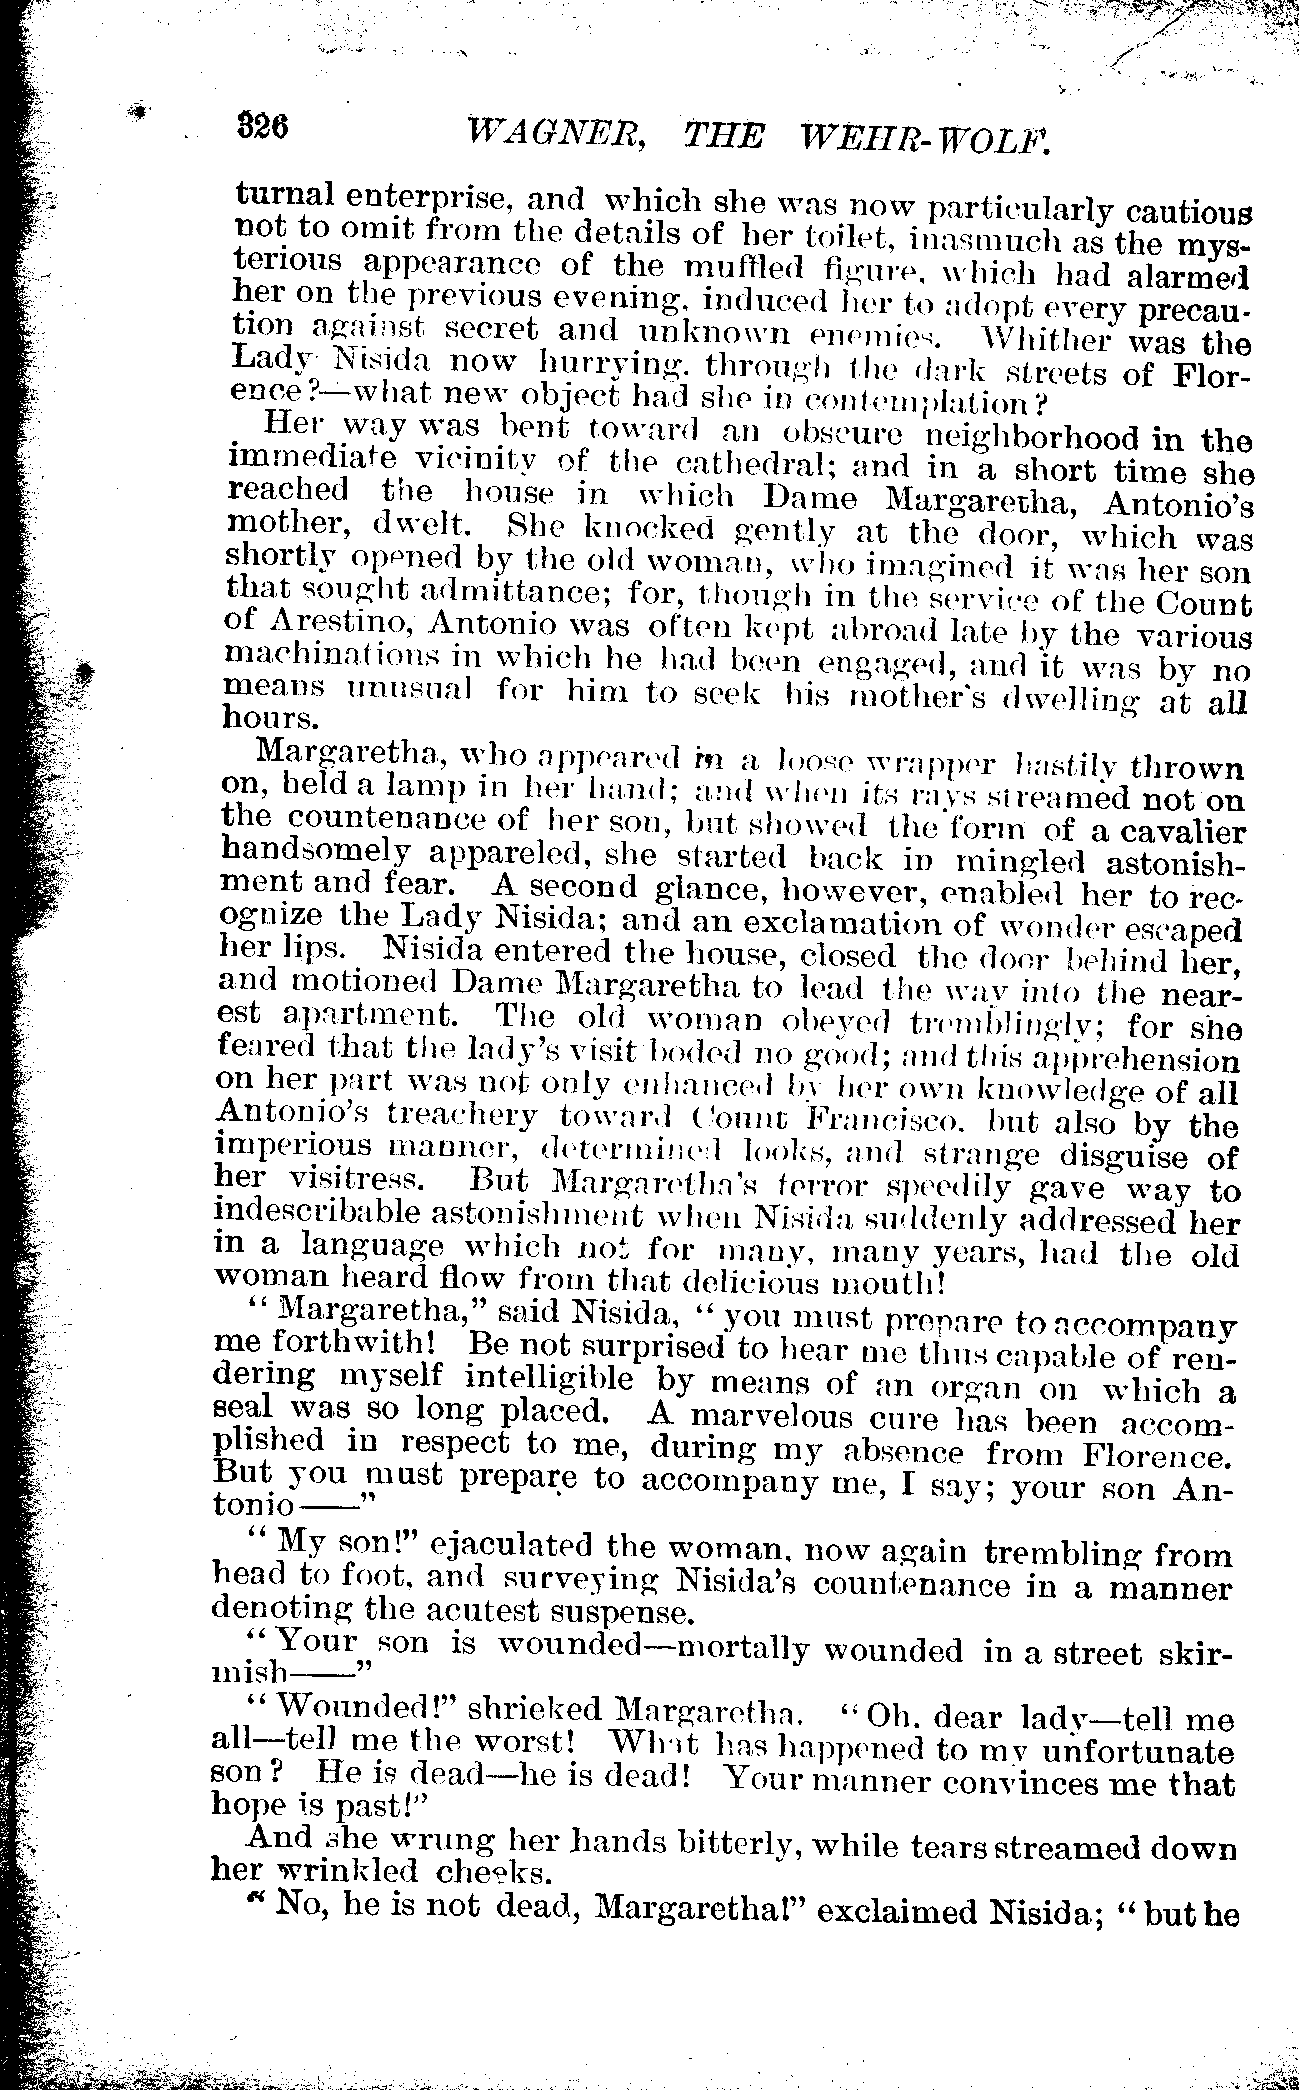 326 WAGNER, THE WEHR-WOLF.
turnal enterprise, and which she was now particularly cautious
not to omit from the details of her toilet, inasmuch as the mys-
terious appearance of the muffled figure, which had alarmed
her on the previous evening, induced her to adopt every precau-
tion against secret and unknown enemies. Whither was the
Lady Nisida now hurrying, through the dark streets of Flor-
ence?—what new object had she in contemplation?
Her way was bent toward an obscure neighborhood in the
immediate vicinity of the cathedral; and in a short time she
reached the house in which Dame Margaretha, Antonio's
mother, dwelt. She knocked gently at the door, which was
shortly opened by the old woman, who imagined it was her son
that sought admittance; for, though in the service of the Count
of Arestino, Antonio was often kept abroad late by the various
machinations in which he had been engaged, and it was by no
means unusual for him to seek his mother's dwelling at all
hours.
Margaretha, who appeared in a loose wrapper hastily thrown
on, held a lamp in her hand; and when its rays streamed not on
the countenance of her son, but showed the form of a cavalier
handsomely appareled, she started back in mingled astonish-
ment and fear. A second glance, however, enabled her to rec-
ognize the Lady Nisida; and an exclamation of wonder escaped
her lips. Nisida entered the house, closed the door behind her,
and motioned Dame Margaretha to lead the way into the near-
est apartment. The old woman obeyed tremblingly; for she
feared that the lady's visit boded no good; and this apprehension
on her part was not only enhanced by her own knowledge of all
Antonio's treachery toward Count Francisco, but also by the
imperious manner, determined looks, and strange disguise of
her visitress. But Margaretha's terror speedily gave way to
indescribable astonishment when Nisida suddenly addressed her
in a language which not for many, many years, had the old
woman heard flow from that delicious mouth!
"Margaretha," said Nisida, "you must prepare to accompany
me forthwith! Be not surprised to hear me thus capable of ren-
dering myself intelligible by means of an organ on which a
seal was so long placed. A marvelous cure has been accom-
plished in respect to me, during my absence from Florence.
But you must prepare to accompany me, I say; your son An-
tonio——"
"My son!" ejaculated the woman, now again trembling from
head to foot, and surveying Nisida's countenance in a manner
denoting the acutest suspense.
"Your son is wounded—mortally wounded in a street skir-
mish——"
"Wounded!" shrieked Margaretha. "Oh, dear lady—tell me
all—tell me the worst! What has happened to my unfortunate
son? He is dead—he is dead! Your manner convinces me that
hope is past!"
And she wrung her hands bitterly, while tears streamed down
her wrinkled cheeks.
"No, he is not dead, Margaretha!" exclaimed Nisida; "but he